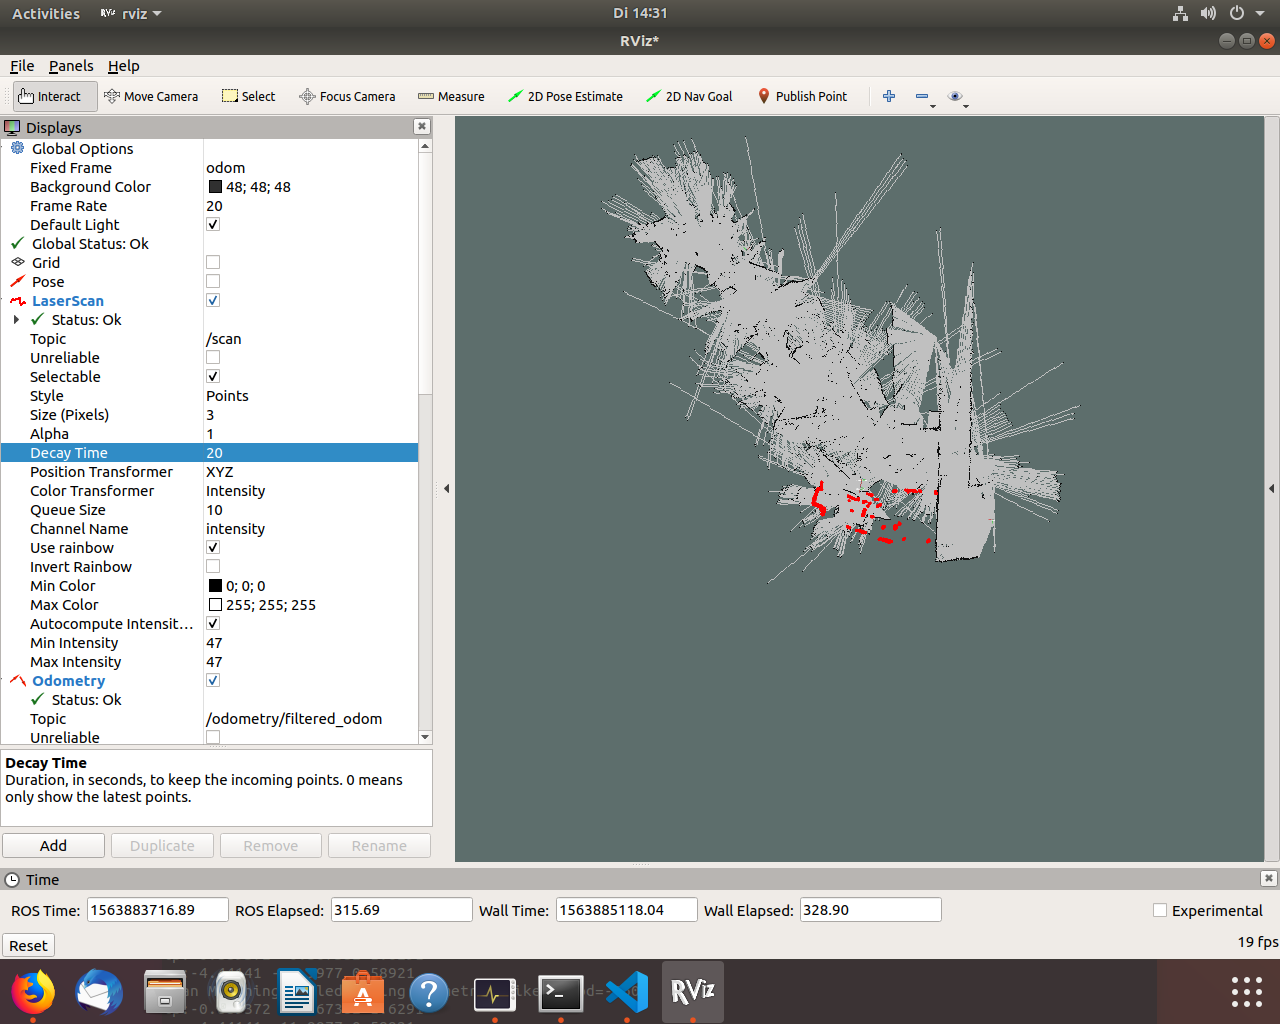 Activities RViz rviz Di 14:31
RViz*
File Panels Help
Interact Move Camera Select Focus Camera Measure 2D Pose Estimate 2D Nav Goal Publish Point
Displays
Global Options
Fixed Frame odom
Background Color 48; 48; 48
Frame Rate 20
Default Light
Global Status: Ok
Grid
Pose
LaserScan
Status: Ok
Topic /scan
Unreliable
Selectable
Style Points
Size (Pixels) 3
Alpha 1
Decay Time 20
Position Transformer XYZ
Color Transformer Intensity
Queue Size 10
Channel Name intensity
Use rainbow
Invert Rainbow
Min Color 0; 0; 0
Max Color 255; 255; 255
Autocompute Intensit…
Min Intensity 47
Max Intensity 47
Odometry
Status: Ok
Topic /odometry/filtered_odom
Unreliable
Decay Time
Duration, in seconds, to keep the incoming points. 0 means
only show the latest points.
Add Duplicate Remove Rename
Time
ROS Time: 1563883716.89 ROS Elapsed: 315.69 Wall Time: 1563885118.04 Wall Elapsed: 328.90 Experimental
Reset 19 fps
RViz